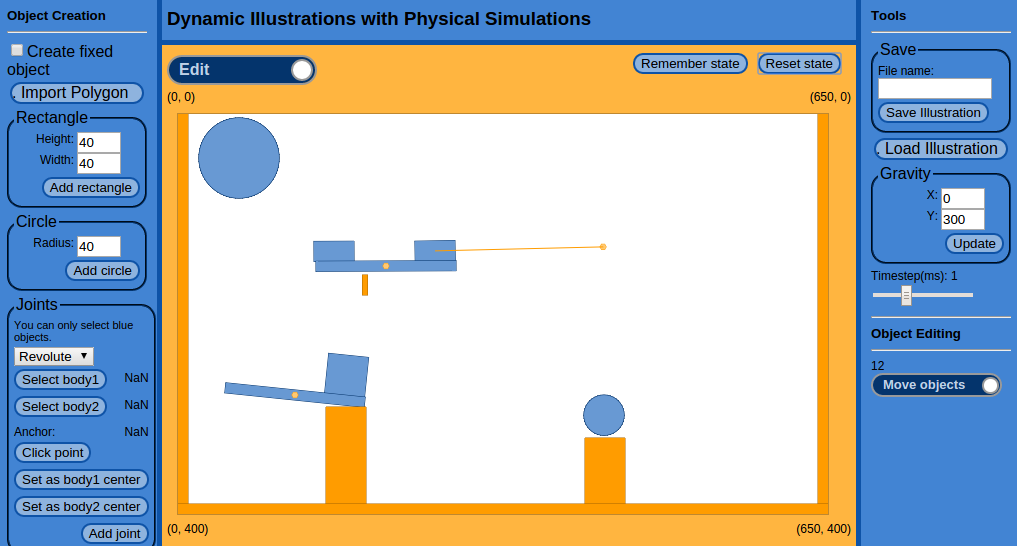 Object Creation
Create fixed
object
Import Polygon
Rectangle
Height: 40
Width: 40
Add rectangle
Circle
Radius: 40
Add circle
Joints
You can only select blue
objects.
Revolute
Select body1 NaN
Select body2 NaN
Anchor: NaN
Click point
Set as body1 center
Set as body2 center
Add joint
Dynamic Illustrations with Physical Simulations
Edit
Remember state
Reset state
(0, 0)
(650, 0)
(0, 400)
(650, 400)
Tools
Save
File name:
Save Illustration
Load Illustration
Gravity
X: 0
Y: 300
Update
Timestep(ms): 1
Object Editing
12
Move objects